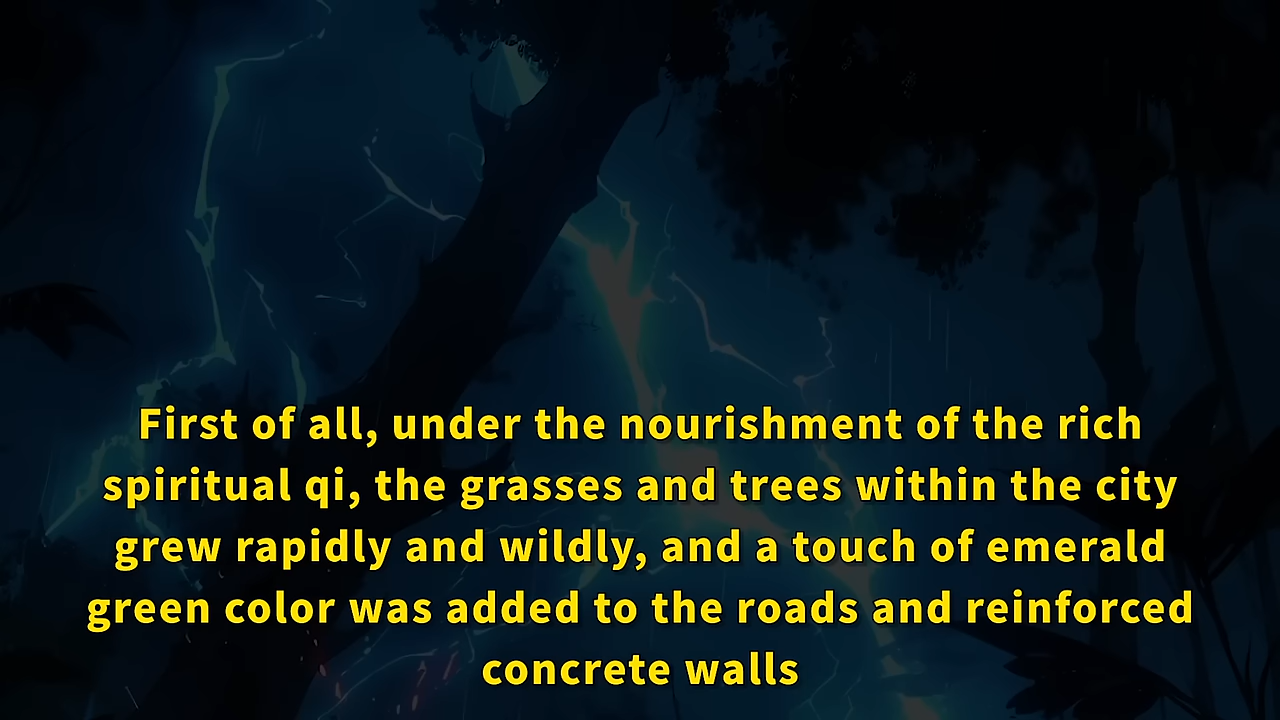 First of all, under the nourishment of the rich
spiritual qi, the grasses and trees within the city
grew rapidly and wildly, and a touch of emerald
green color was added to the roads and reinforced
concrete walls